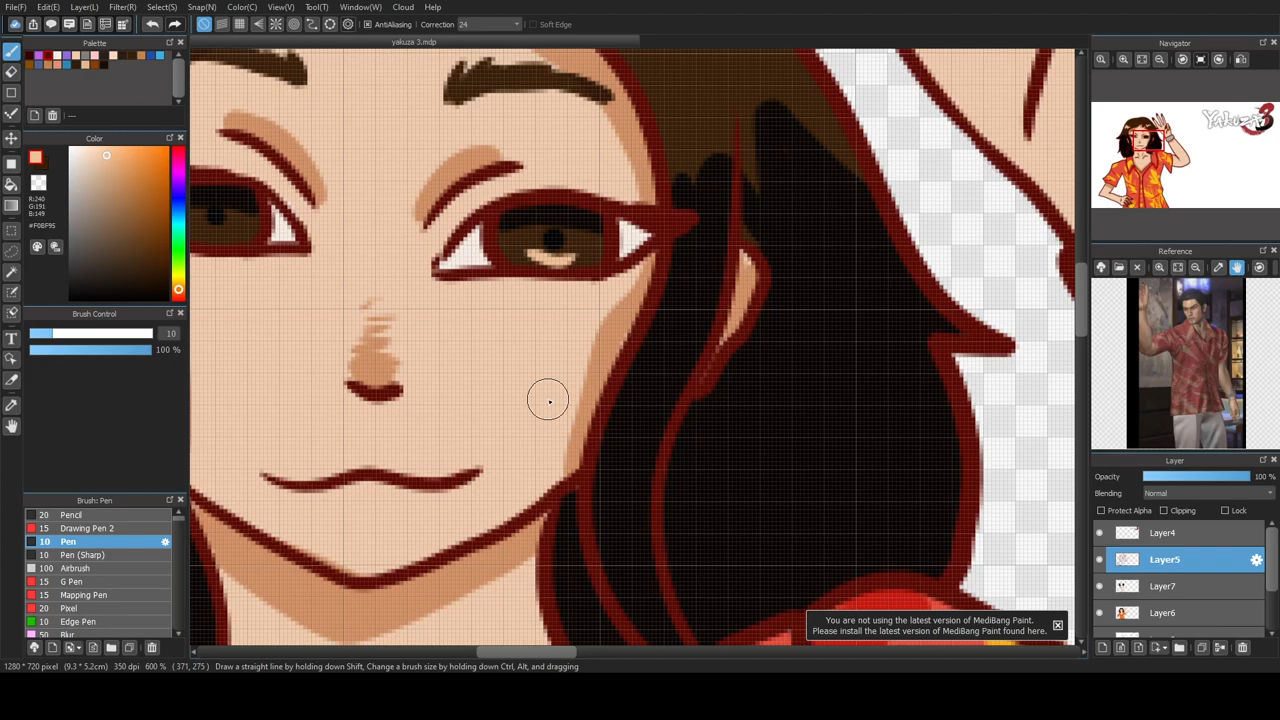 File(F) Edit(E) Layer(L) Filter(R) Select(S) Snap(N) Color(C) View(V) Tool(T) Window(W) Cloud Help
AntiAliasing Correction 24 Soft Edge
Palette
yakuza 3.mdp
Navigator
---
Color
R:240
G:191
B:149
#F0BF95
Yakuza 3
Reference
Brush Control
10
100 %
Layer
Opacity 100 %
Blending Normal
Protect Alpha Clipping Lock
Layer4
Layer5
Layer7
Layer6
Brush: Pen
20 Pencil
15 Drawing Pen 2
10 Pen
10 Pen (Sharp)
100 Airbrush
15 G Pen
15 Mapping Pen
20 Pixel
10 Edge Pen
50 Blur
You are not using the latest version of MediBang Paint.
Please install the latest version of MediBang Paint found here.
1280 * 720 pixel (9.3 * 5.2cm) 350 dpi 600 % ( 371, 275 ) Draw a straight line by holding down Shift, Change a brush size by holding down Ctrl, Alt, and dragging